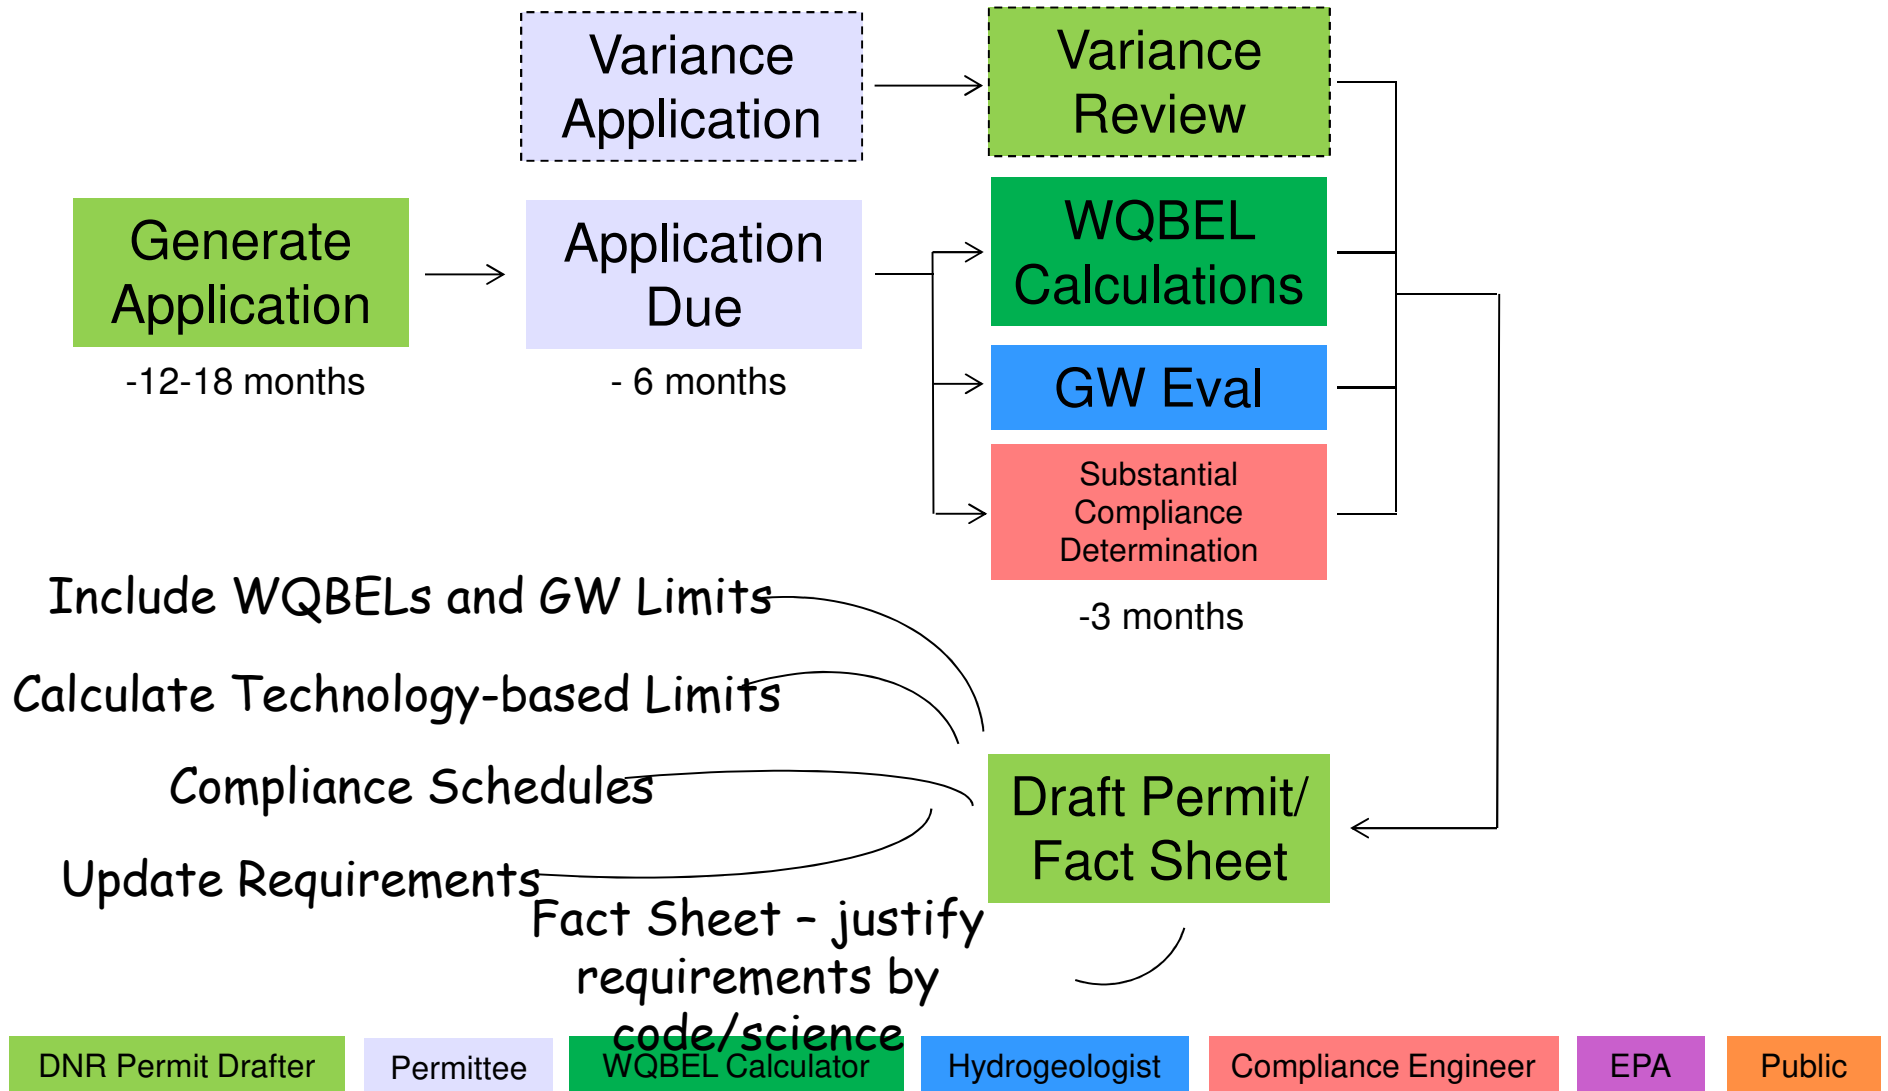 Variance
Application
Variance
Review
Generate
Application
-12-18 months
Application
Due
- 6 months
WQBEL
Calculations
GW Eval
Substantial
Compliance
Determination
-3 months
Include WQBELs and GW Limits
Calculate Technology-based Limits
Compliance Schedules
Update Requirements
Fact Sheet – justify
requirements by
code/science
Draft Permit/
Fact Sheet
DNR Permit Drafter
Permittee
WQBEL Calculator
Hydrogeologist
Compliance Engineer
EPA
Public